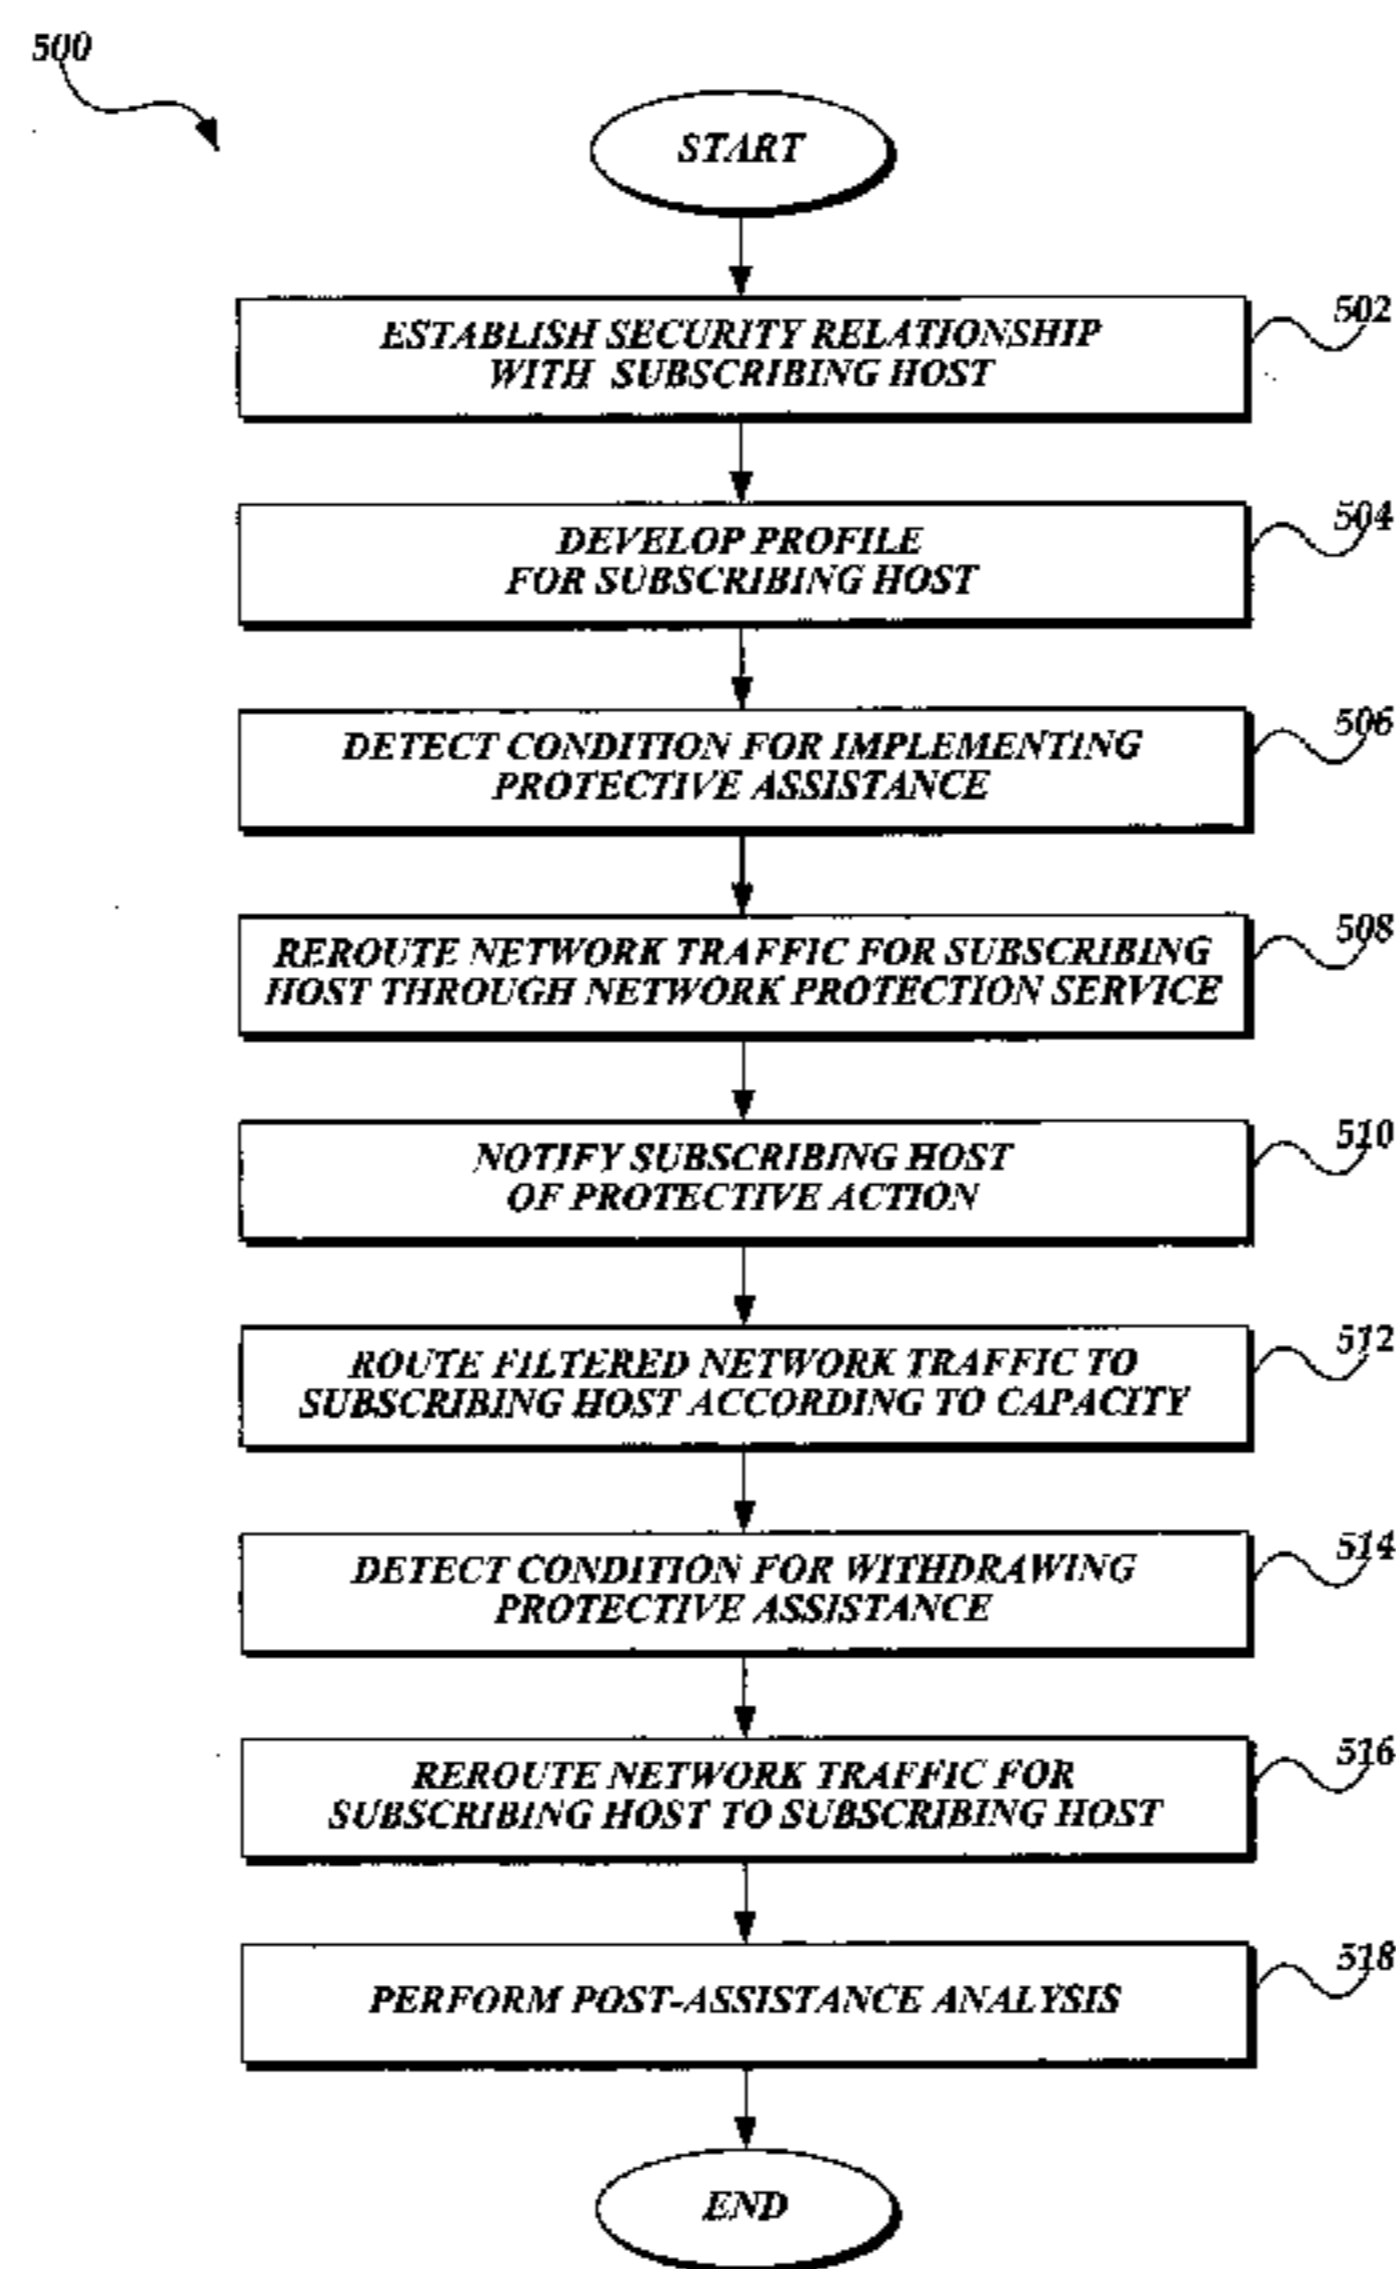 500
START
ESTABLISH SECURITY RELATIONSHIP
WITH SUBSCRIBING HOST
502
DEVELOP PROFILE
FOR SUBSCRIBING HOST
504
DETECT CONDITION FOR IMPLEMENTING
PROTECTIVE ASSISTANCE
506
REROUTE NETWORK TRAFFIC FOR SUBSCRIBING
HOST THROUGH NETWORK PROTECTION SERVICE
508
NOTIFY SUBSCRIBING HOST
OF PROTECTIVE ACTION
510
ROUTE FILTERED NETWORK TRAFFIC TO
SUBSCRIBING HOST ACCORDING TO CAPACITY
512
DETECT CONDITION FOR WITHDRAWING
PROTECTIVE ASSISTANCE
514
REROUTE NETWORK TRAFFIC FOR
SUBSCRIBING HOST TO SUBSCRIBING HOST
516
PERFORM POST-ASSISTANCE ANALYSIS
518
END